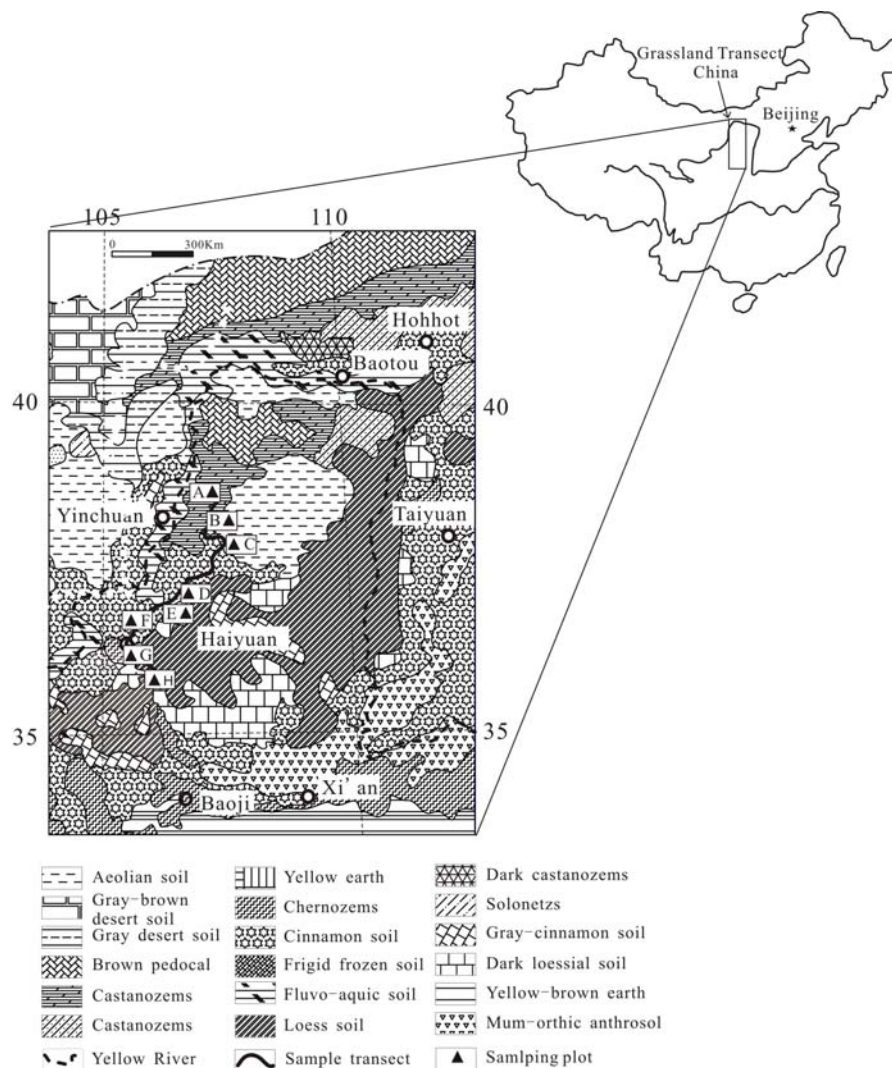 Grassland Transect
China
Beijing
105
110
0
300Km
Hohhot
Baotou
40
40
A
Yinchuan
B
Taiyuan
C
D
E
F
Haiyuan
G
H
35
35
Baoji
Xi' an
Aeolian soil
Yellow earth
Dark castanozems
Gray-brown
desert soil
Chernozems
Solonetzs
Gray desert soil
Cinnamon soil
Gray-cinnamon soil
Brown pedocal
Frigid frozen soil
Dark loessial soil
Castanozems
Fluvo-aquic soil
Yellow-brown earth
Castanozems
Loess soil
Mum-orthic anthrosol
Yellow River
Sample transect
Samlping plot